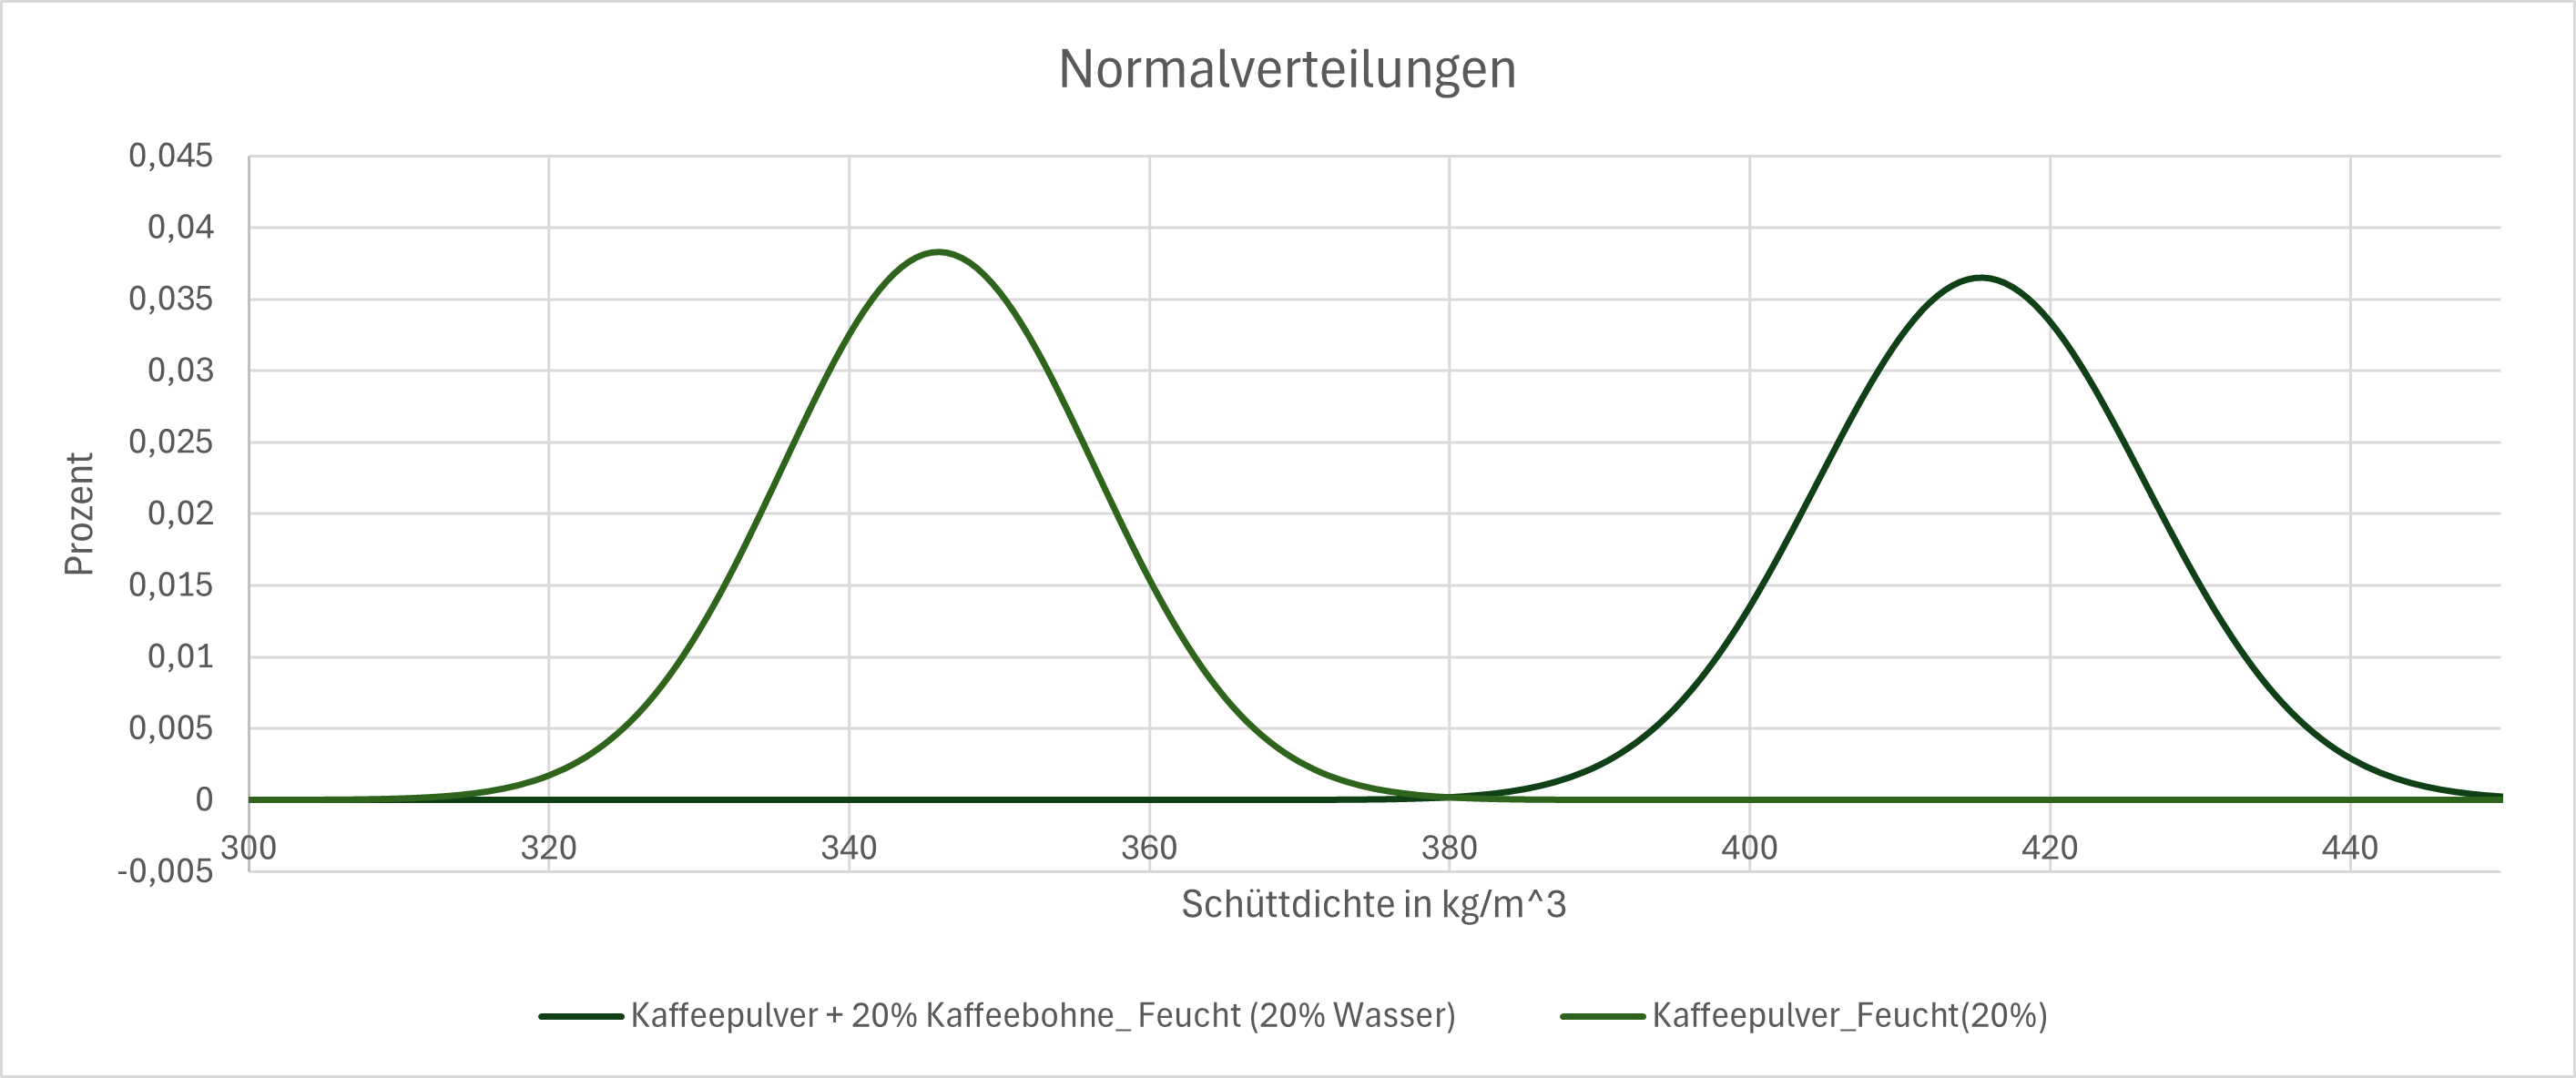 Normalverteilungen
0,045
0,04
0,035
0,03
0,025
0,02
0,015
0,01
0,005
0
-0,005
Prozent
300 320 340 360 380 400 420 440
Schüttdichte in kg/m^3
Kaffeepulver + 20% Kaffeebohne_ Feucht (20% Wasser) Kaffeepulver_Feucht(20%)